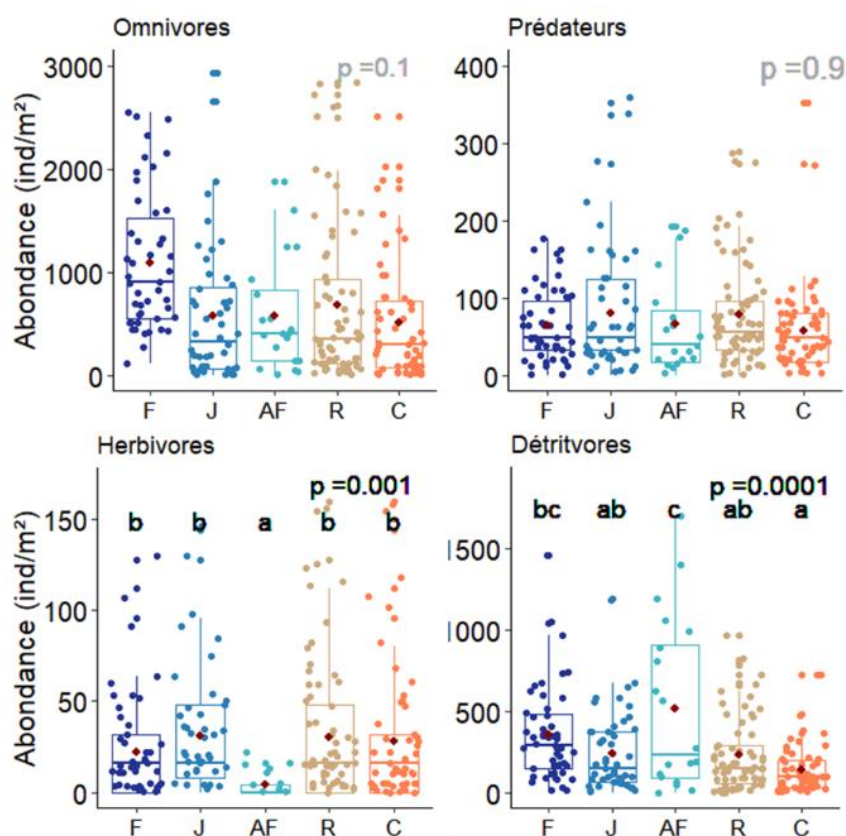 Omnivores
Abondance (ind/m²)
3000
2000
1000
0
p =0.1
F J AF R C
Prédateurs
400
300
200
100
0
p =0.9
F J AF R C
Herbivores
Abondance (ind/m²)
150
100
50
0
p =0.001
b b a b b
F J AF R C
Détritvores
1500
1000
500
0
p =0.0001
bc ab c ab a
F J AF R C